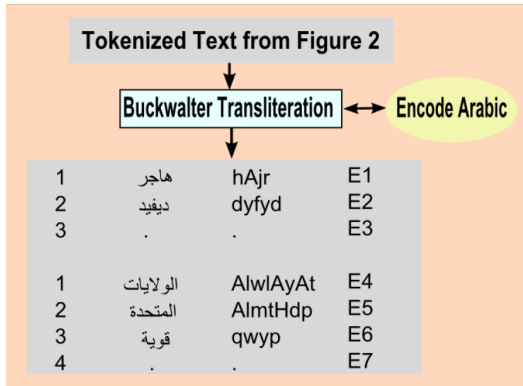 Tokenized Text from Figure 2
Buckwalter Transliteration Encode Arabic
1 هاجر hAjr E1
2 ديفيد dyfyd E2
3 . . E3
1 الولايات AlwlAyAt E4
2 المتحدة AlmtHdp E5
3 قوية qwyp E6
4 . . E7